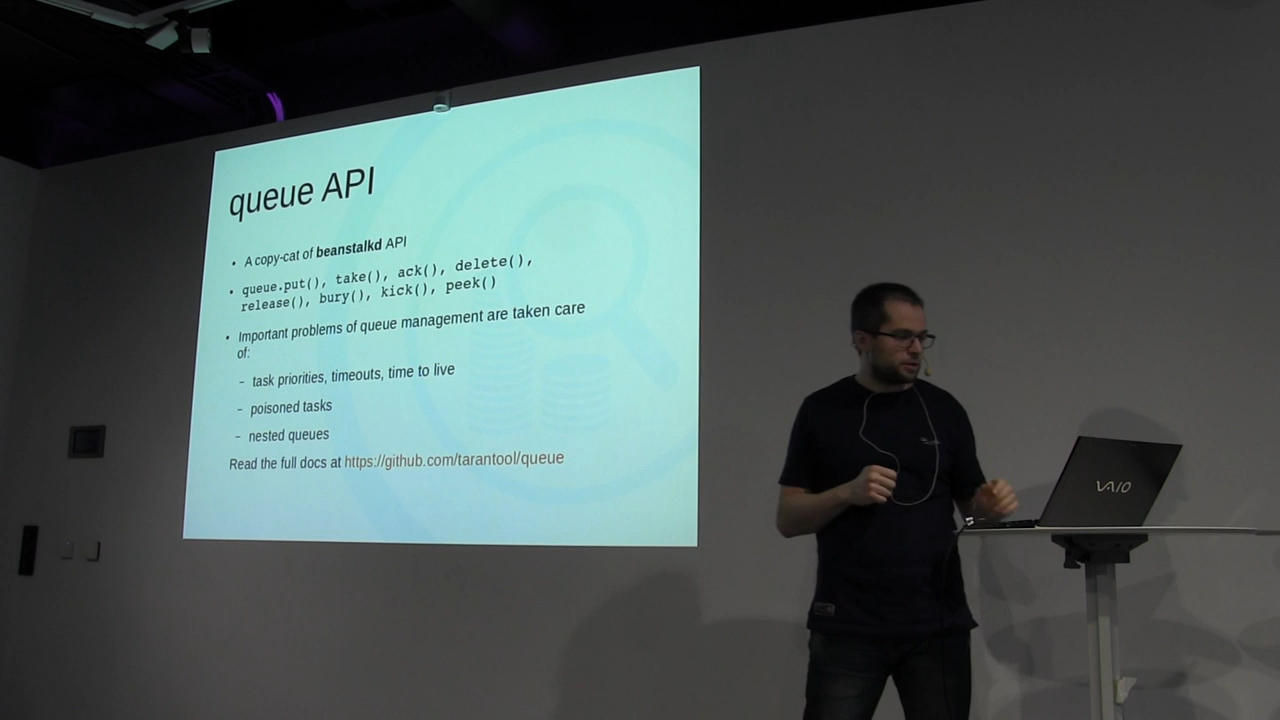 queue API
• A copy-cat of beanstalkd API
• queue.put(), take(), ack(), delete(),
release(), bury(), kick(), peek()
• Important problems of queue management are taken care
of:
– task priorities, timeouts, time to live
– poisoned tasks
– nested queues
Read the full docs at https://github.com/tarantool/queue
VAIO